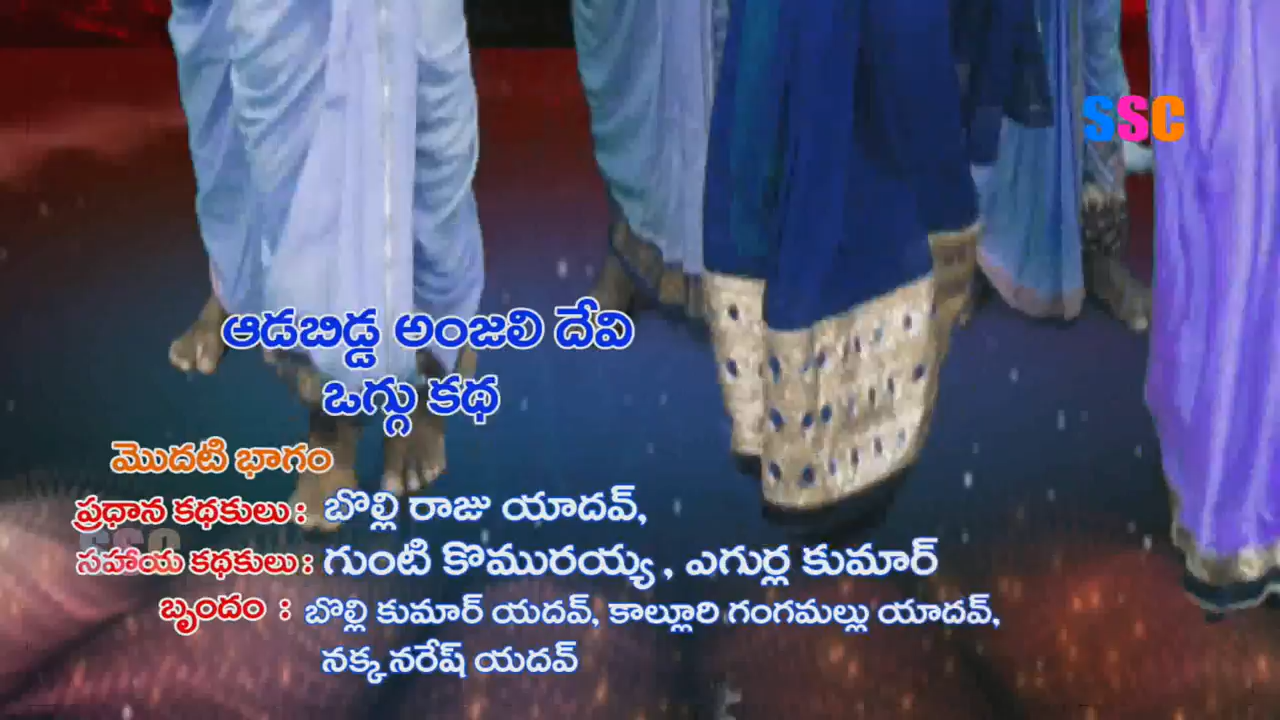 SSC
ఆడబిడ్డ అంజలి దేవి
ఒగ్గు కథ
మొదటి భాగం
ప్రధాన కథకులు : బొల్లి రాజు యాదవ్,
SSC
సహాయ కథకులు : గుంటి కొమురయ్య , ఎగుర్ల కుమార్
బృందం : బొల్లి కుమార్ యదవ్, కాల్లూరి గంగమల్లు యాదవ్,
నక్క నరేష్ యదవ్